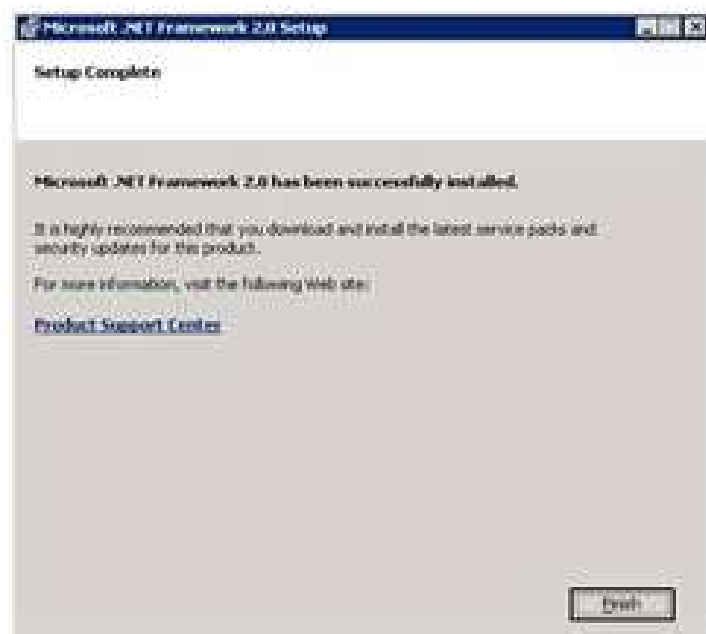 Microsoft .NET Framework 2.0 Setup
Setup Complete
Microsoft .NET Framework 2.0 has been successfully installed.
It is highly recommended that you download and install the latest service packs and
security updates for this product.
For more information, visit the following Web site:
Product Support Center
Finish